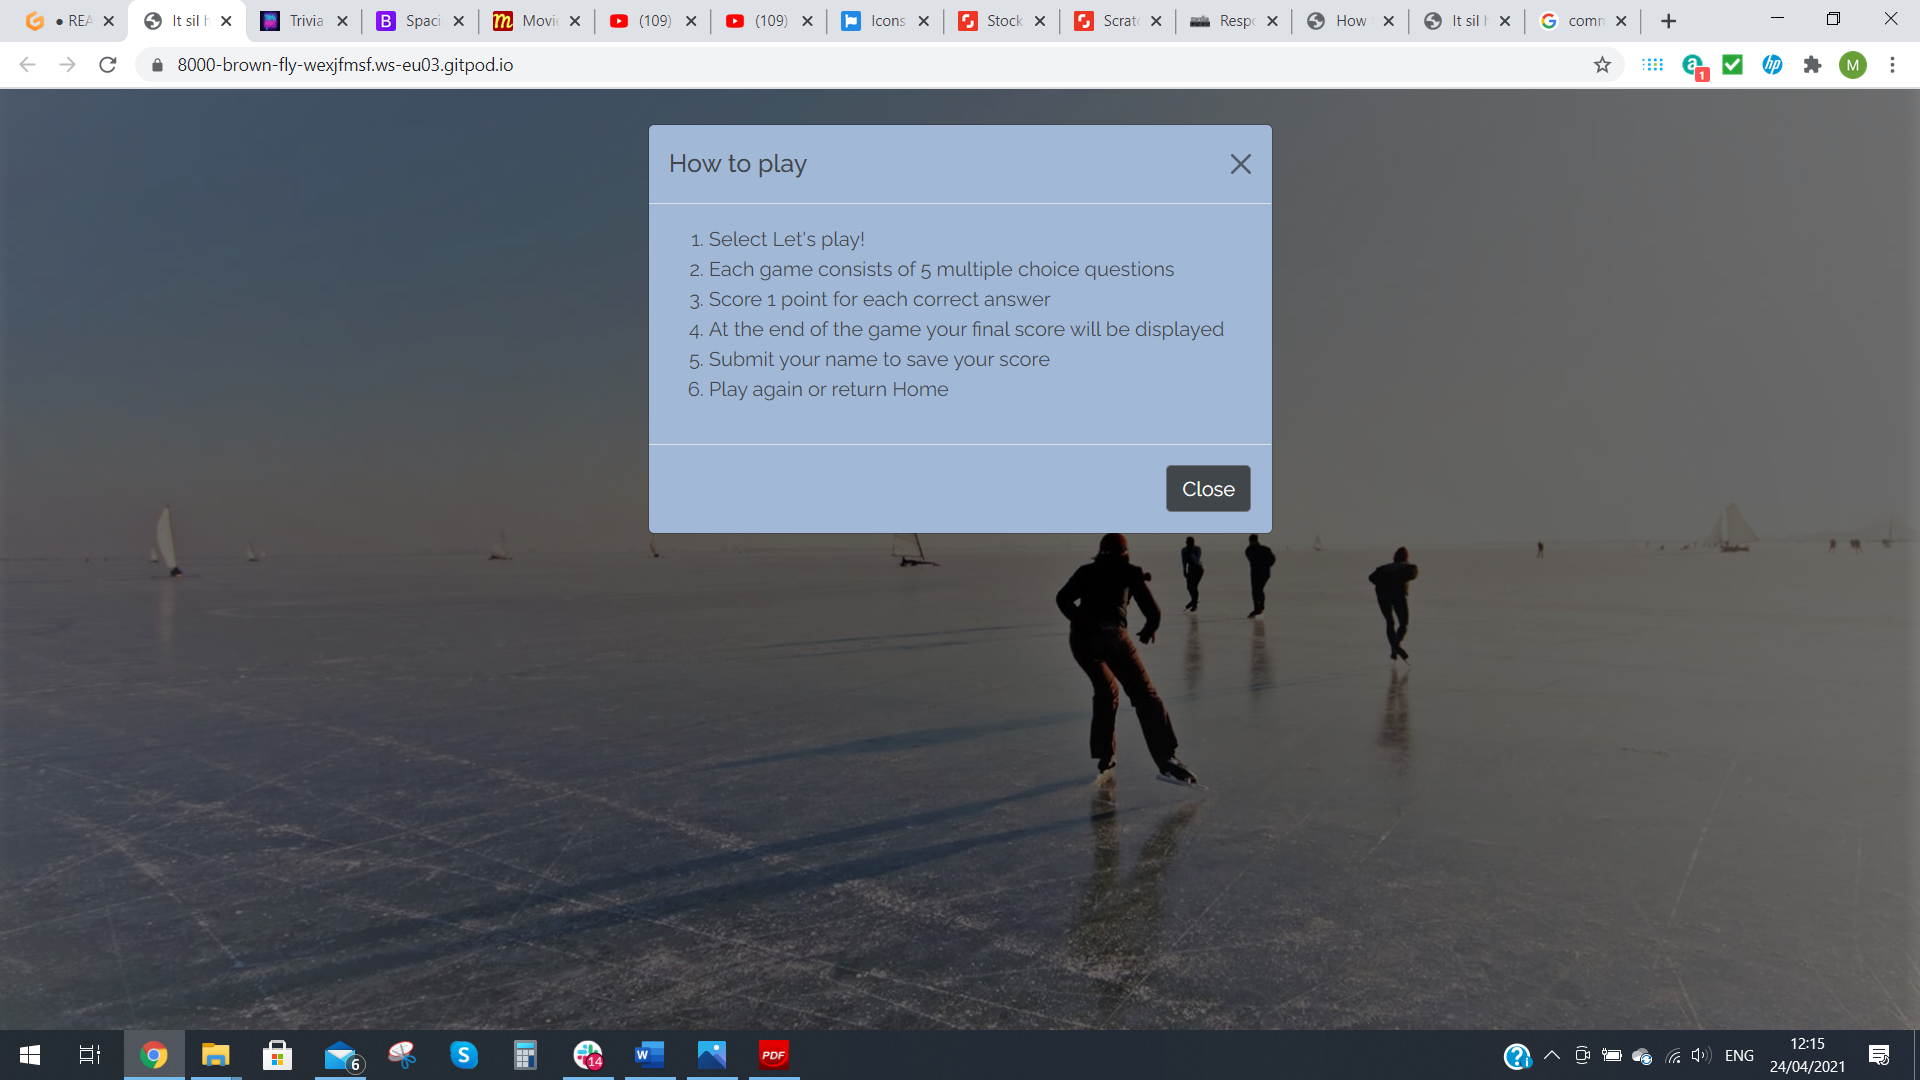 REA
It sil h
Trivia
Spaci
Movi
(109)
(109)
Icons
Stock
Scrat
Resp
How
It sil h
com
8000-brown-fly-wexjfmsf.ws-eu03.gitpod.io
1
M
How to play
1. Select Let's play!
2. Each game consists of 5 multiple choice questions
3. Score 1 point for each correct answer
4. At the end of the game your final score will be displayed
5. Submit your name to save your score
6. Play again or return Home
Close
6
14
PDF
ENG
12:15
24/04/2021